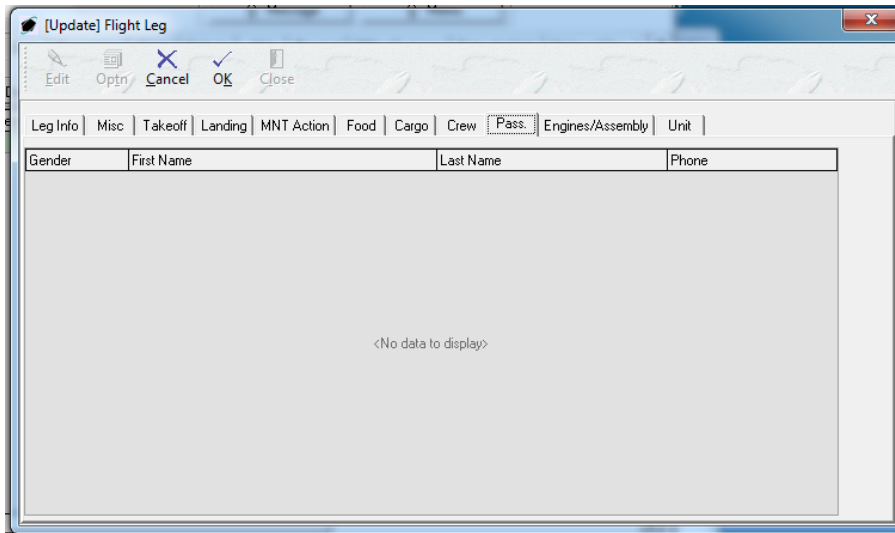 [Update] Flight Leg
Edit Optn Cancel OK Close
Leg Info Misc Takeoff Landing MNT Action Food Cargo Crew Pass. Engines/Assembly Unit
Gender First Name Last Name Phone
<No data to display>